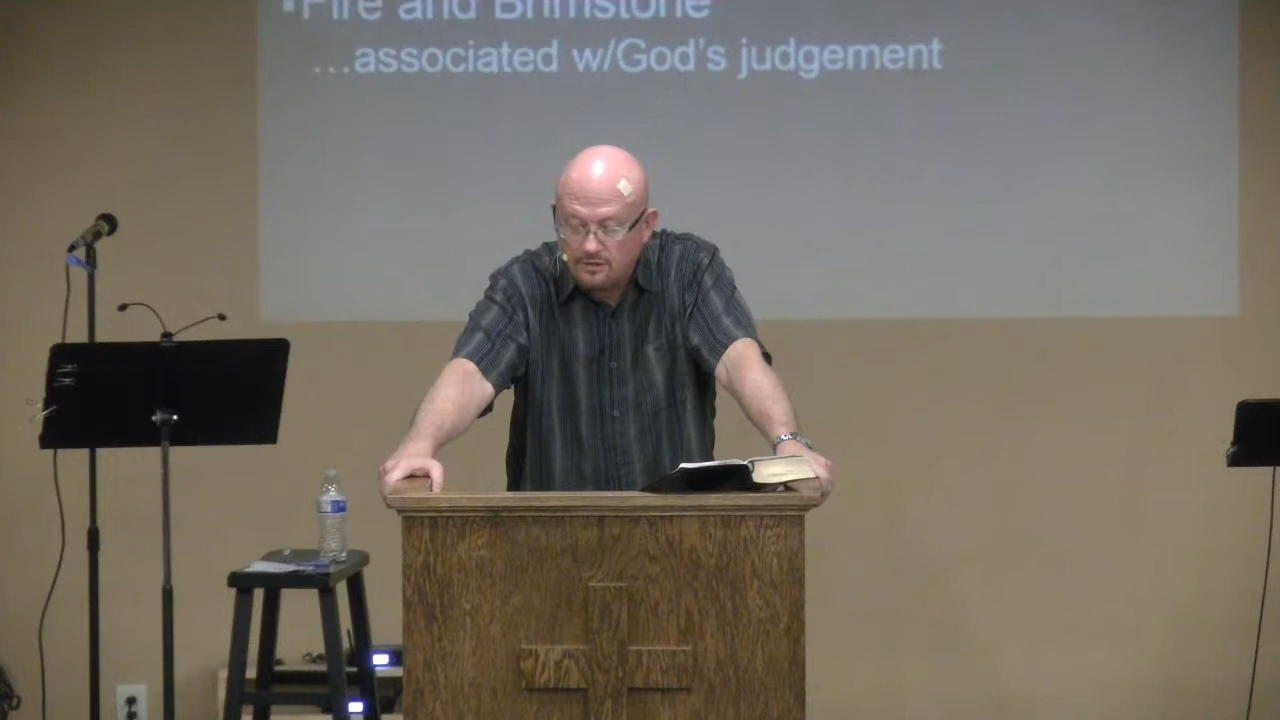 ▪Fire and Brimstone
…associated w/God's judgement